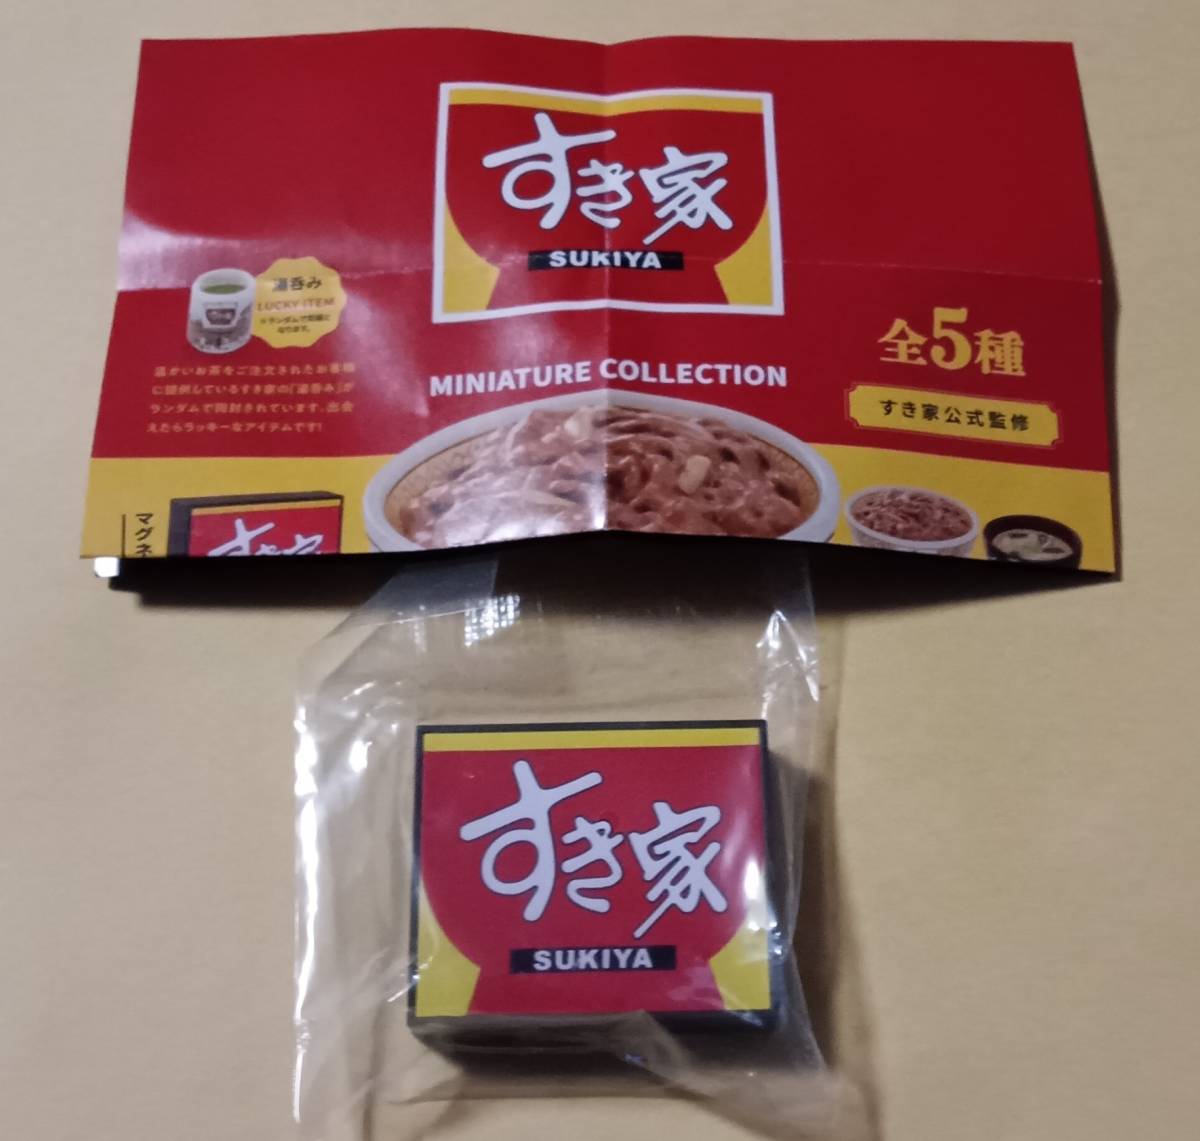 すき家
SUKIYA
湯呑み
LUCKY ITEM
※ランダムで同梱と
なります。
温かいお茶をご注文されたお客様
に提供しているすき家の「湯呑み」が
ランダムで同封されています。出会
えたらラッキーなアイテムです!
MINIATURE COLLECTION
全5種
すき家公式監修
マグネ
すき家
すき家
SUKIYA